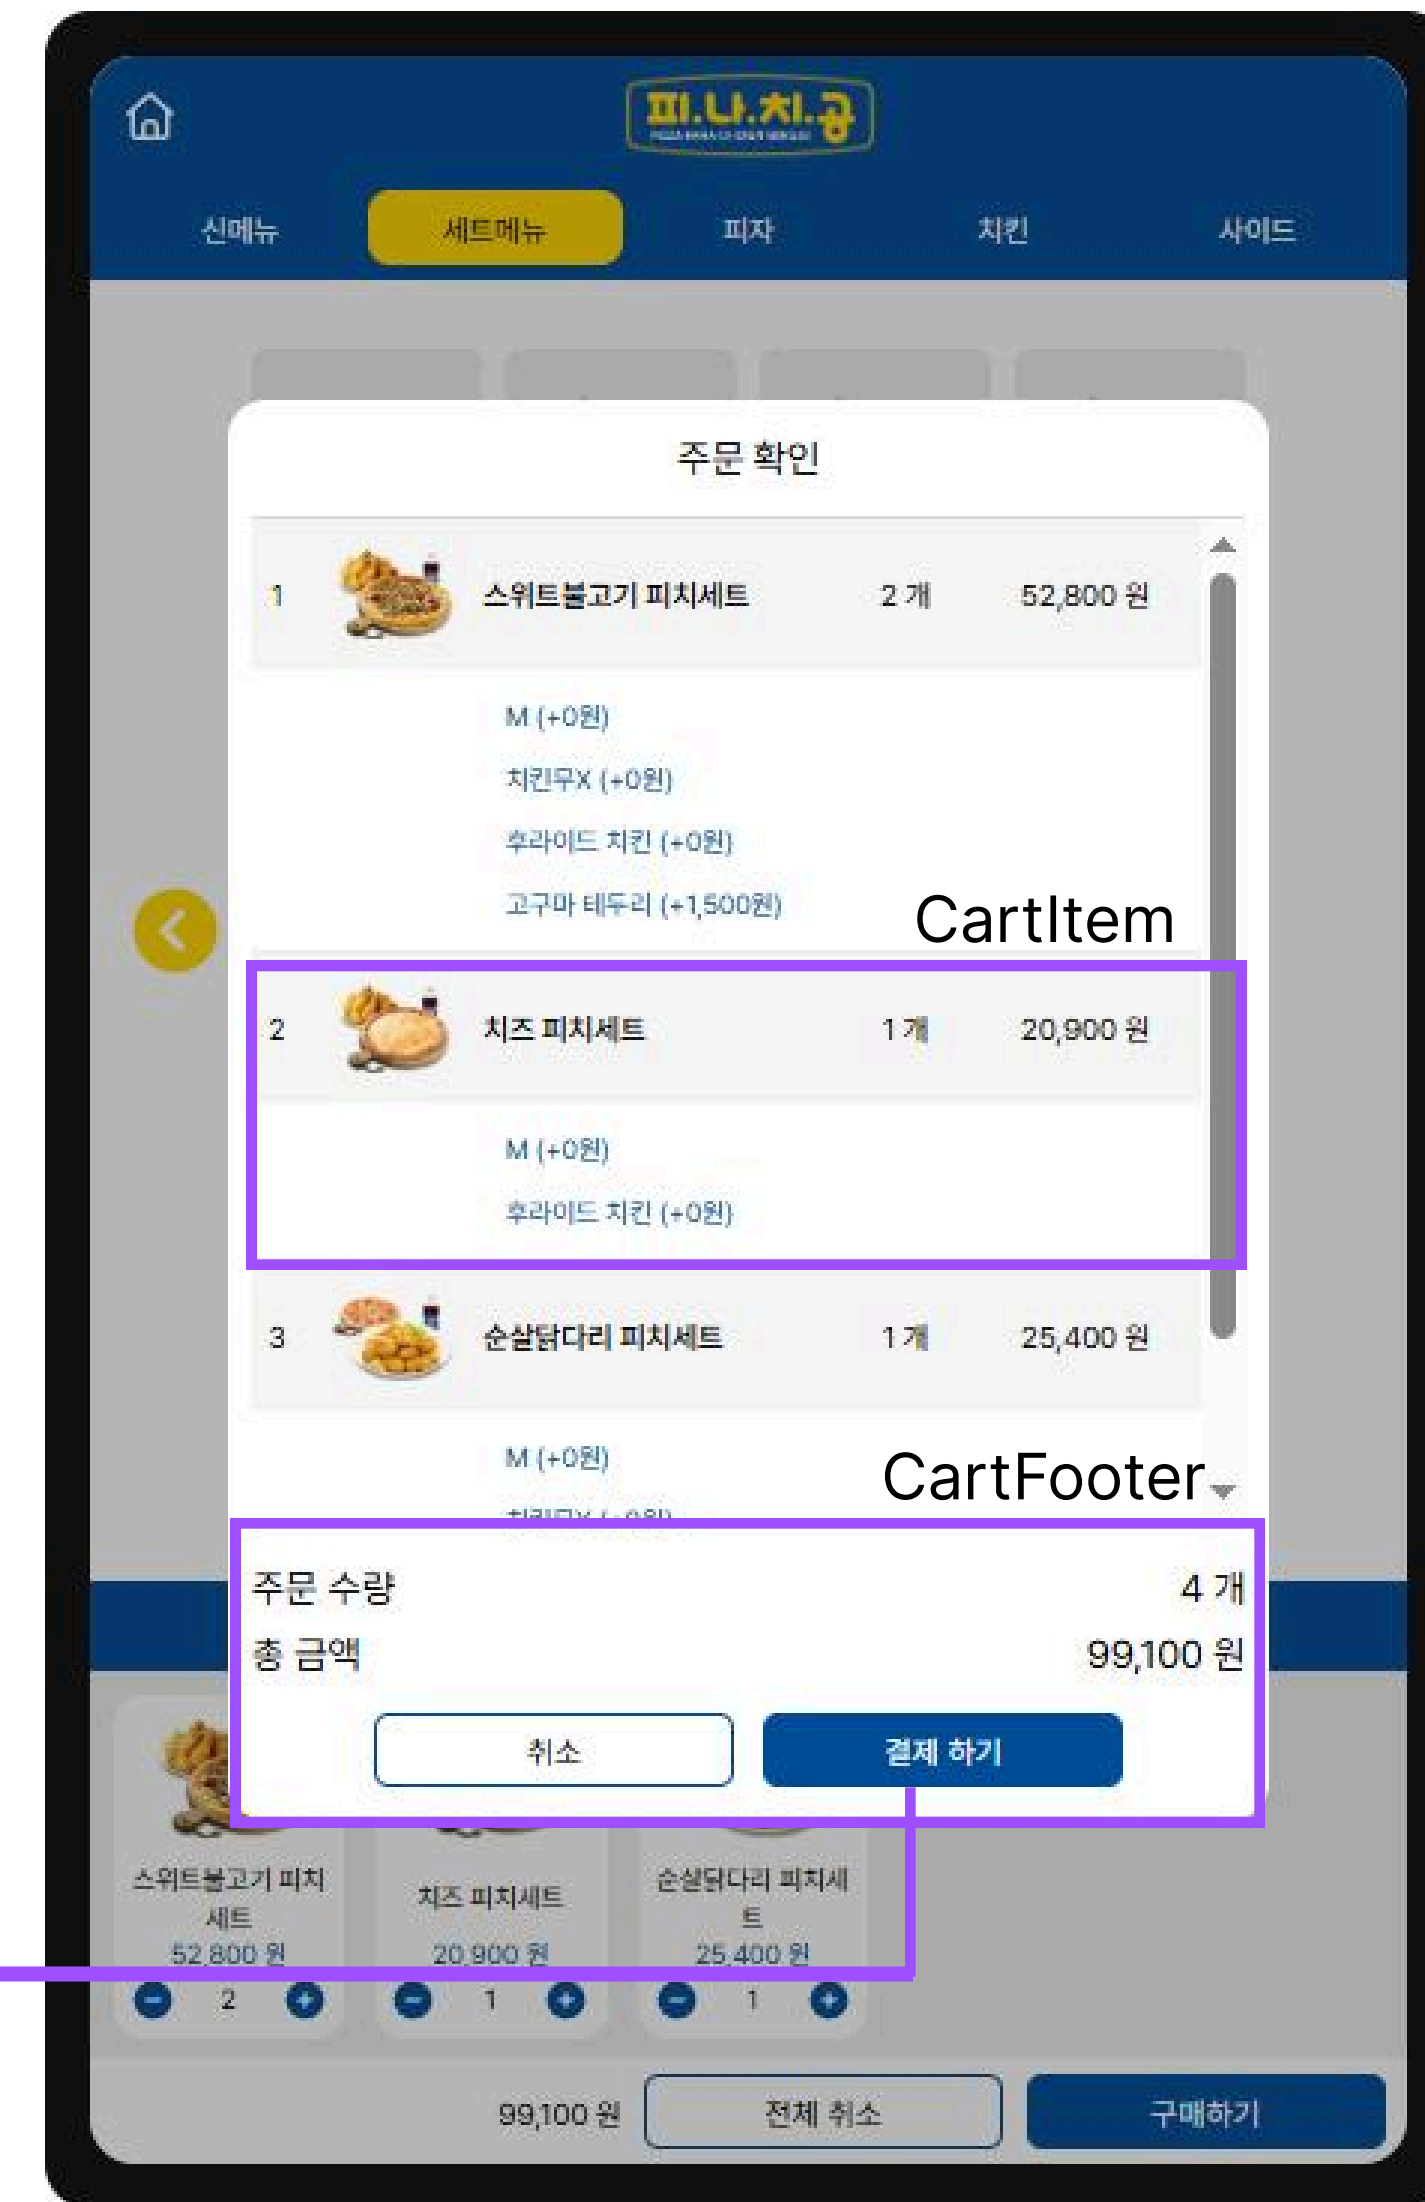 피.나.치.공
신메뉴 세트메뉴 피자 치킨 사이드
주문 확인
1 스위트불고기 피치세트 2 개 52,800 원
M (+0원)
치킨무X (+0원)
후라이드 치킨 (+0원)
고구마 테두리 (+1,500원)
CartItem
2 치즈 피치세트 1 개 20,900 원
M (+0원)
후라이드 치킨 (+0원)
3 순살닭다리 피치세트 1 개 25,400 원
M (+0원)
CartFooter
치킨무X (+0원)
주문 수량 4 개
총 금액 99,100 원
취소 결제 하기
스위트불고기 피치
세트
52,800 원
2
치즈 피치세트
20,900 원
1
순살닭다리 피치세
트
25,400 원
1
99,100 원 전체 취소 구매하기